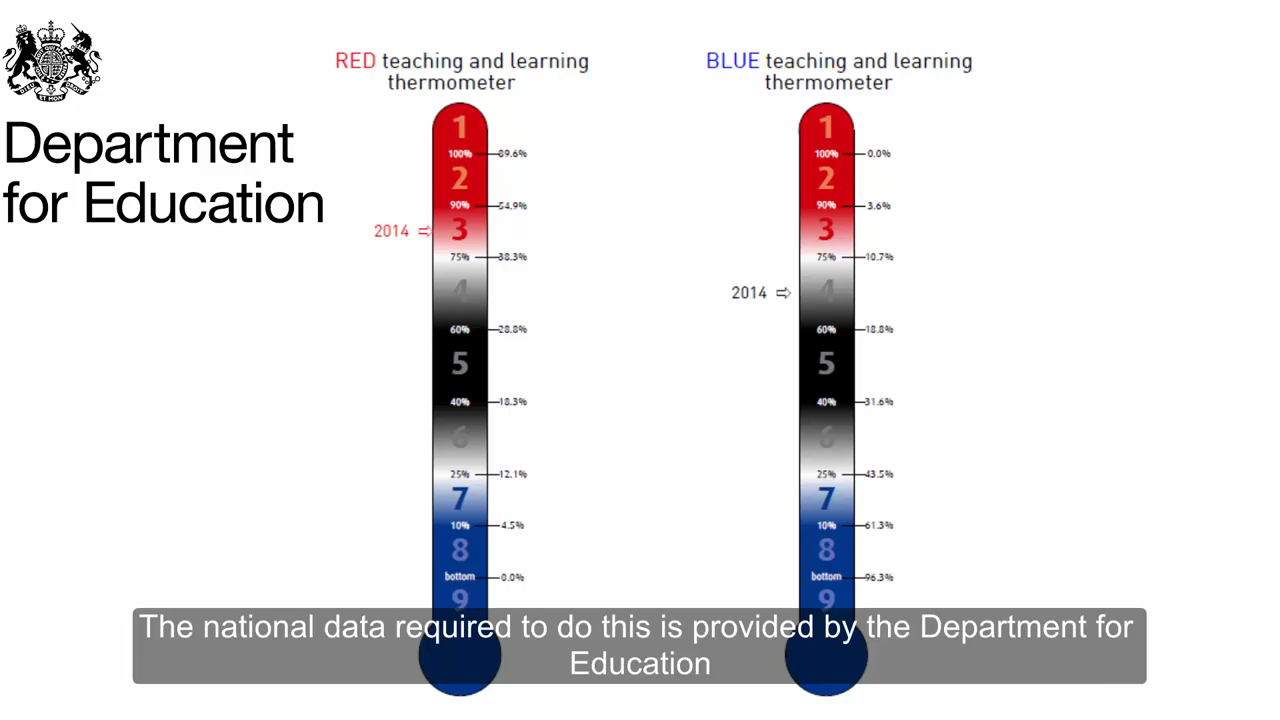 Department
for Education
RED teaching and learning
thermometer
1
100% 89.6%
2
90% 54.9%
2014 ⇨ 3
75% 38.3%
4
60% 28.8%
5
40% 18.3%
6
25% 12.1%
7
10% 4.5%
8
bottom 0.0%
9
BLUE teaching and learning
thermometer
1
100% 0.0%
2
90% 3.6%
3
75% 10.7%
2014 ⇨ 4
60% 18.8%
5
40% 31.6%
6
25% 43.5%
7
10% 61.3%
8
bottom 96.3%
9
The national data required to do this is provided by the Department for
Education